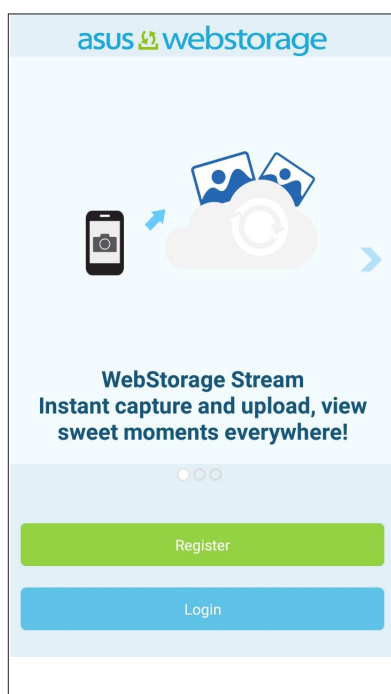 asus webstorage
WebStorage Stream
Instant capture and upload, view
sweet moments everywhere!
Register
Login